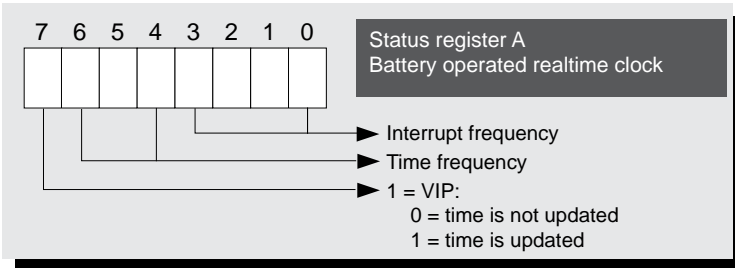 7 6 5 4 3 2 1 0
Status register A
Battery operated realtime clock
Interrupt frequency
Time frequency
1 = VIP:
0 = time is not updated
1 = time is updated